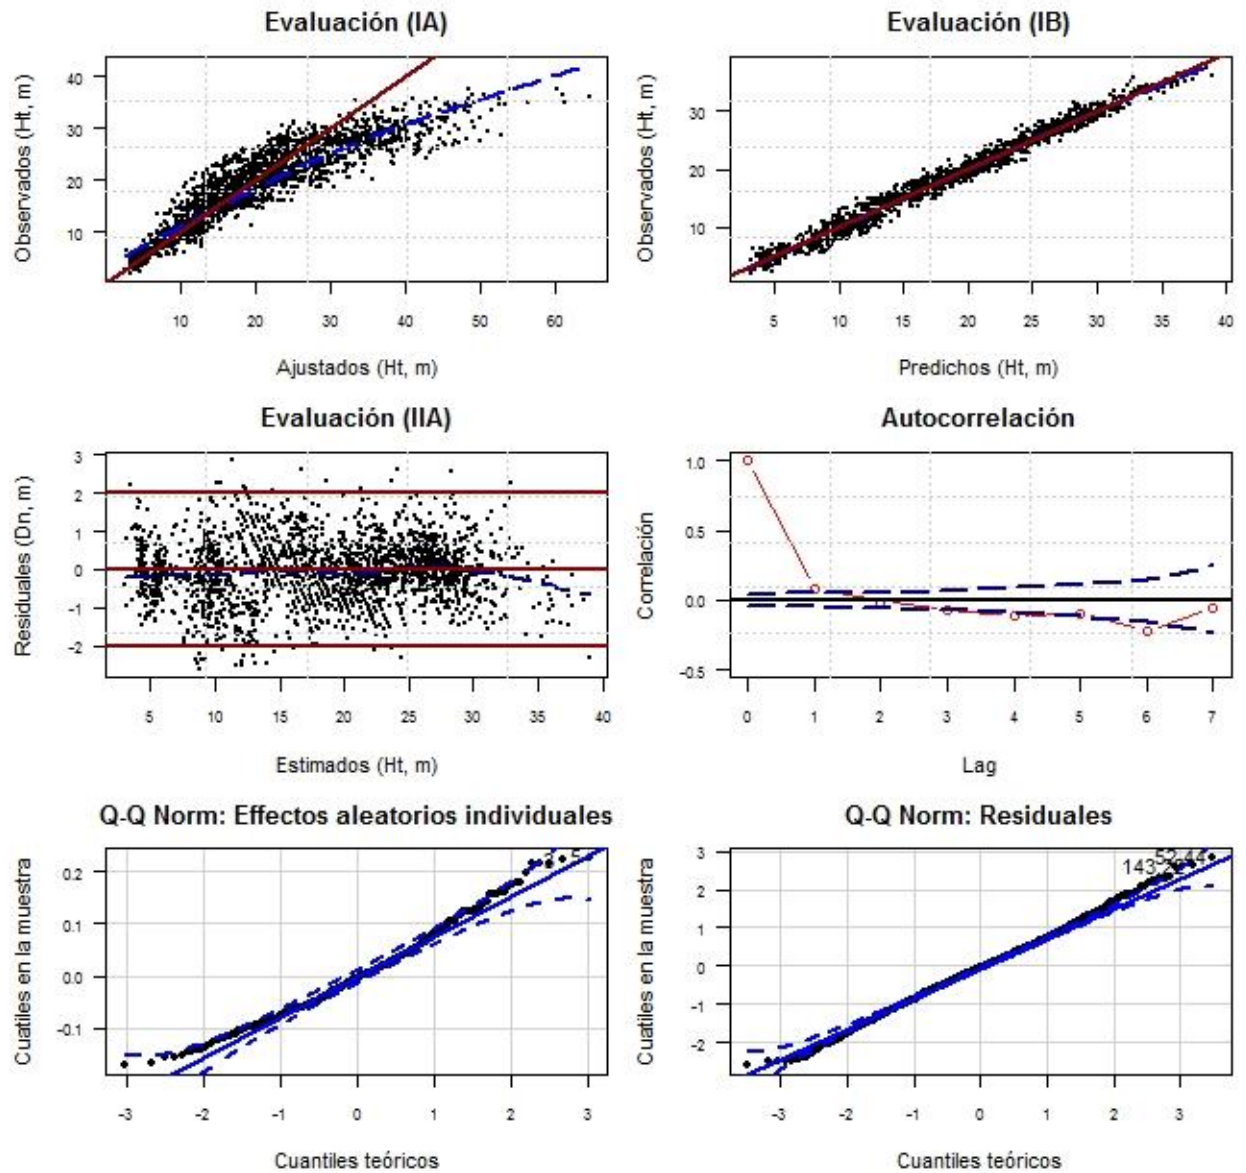 Evaluación (IA)
Observados (Ht, m)
40
30
20
10
10 20 30 40 50 60
Ajustados (Ht, m)
Evaluación (IB)
Observados (Ht, m)
30
20
10
5 10 15 20 25 30 35 40
Predichos (Ht, m)
Evaluación (IIA)
Residuales (Dn, m)
3
2
1
0
-1
-2
5 10 15 20 25 30 35 40
Estimados (Ht, m)
Autocorrelación
Correlación
1.0
0.5
0.0
-0.5
0 1 2 3 4 5 6 7
Lag
Q-Q Norm: Effectos aleatorios individuales
Cuatiles en la muestra
0.2
0.1
0.0
-0.1
-3 -2 -1 0 1 2 3
Cuantiles teóricos
Q-Q Norm: Residuales
Cuatiles en la muestra
3
2
1
0
-1
-2
-3 -2 -1 0 1 2 3
Cuantiles teóricos